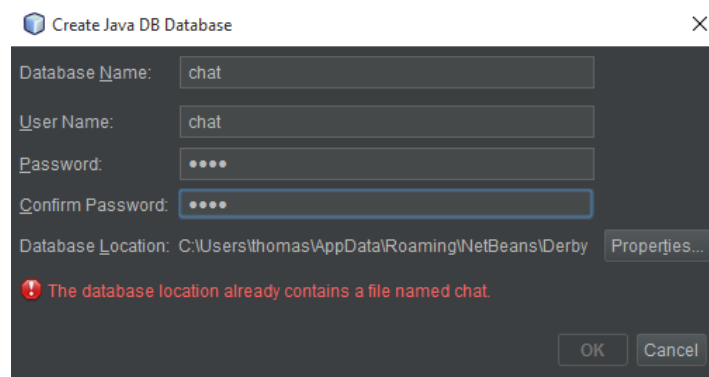 Create Java DB Database
Database Name: chat
User Name: chat
Password: ••••
Confirm Password: ••••
Database Location: C:\Users\thomas\AppData\Roaming\NetBeans\Derby Properties...
The database location already contains a file named chat.
OK Cancel